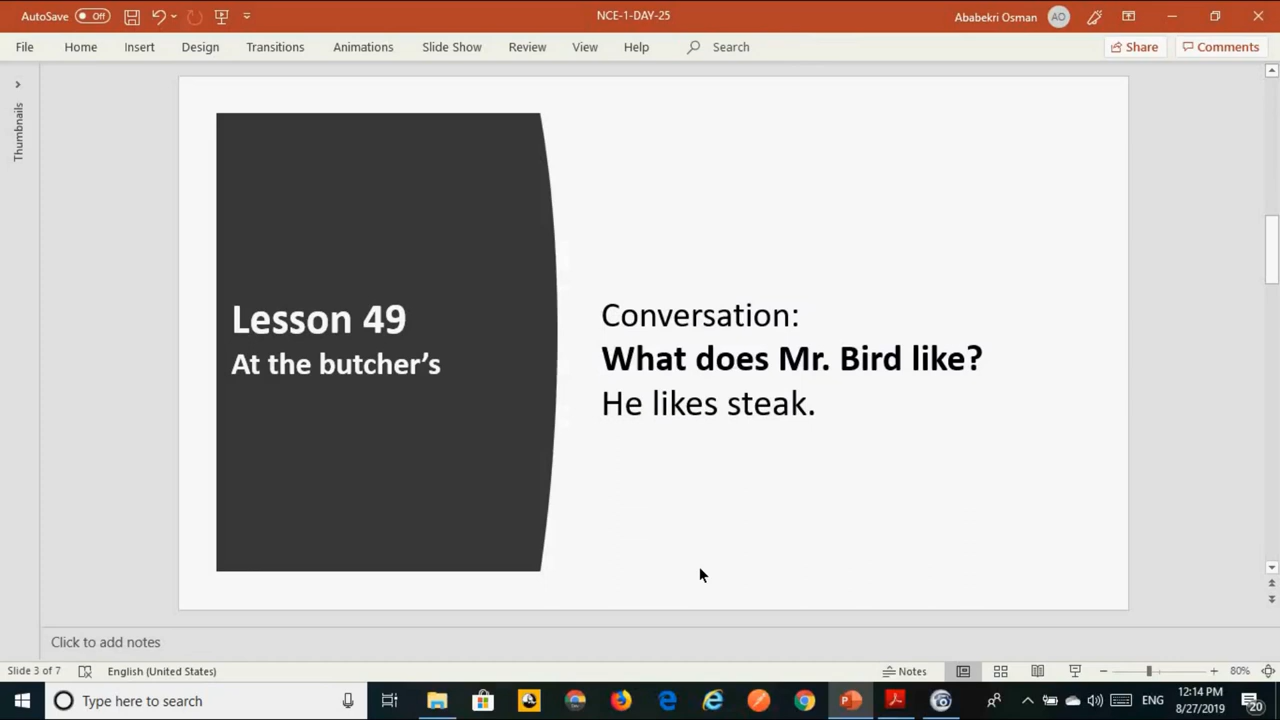 AutoSave Off
NCE-1-DAY-25
Ababekri Osman AO
File Home Insert Design Transitions Animations Slide Show Review View Help Search Share Comments
Thumbnails
Lesson 49
At the butcher's
Conversation:
What does Mr. Bird like?
He likes steak.
Click to add notes
Slide 3 of 7 English (United States) Notes 80%
Type here to search
ENG
12:14 PM
8/27/2019
20